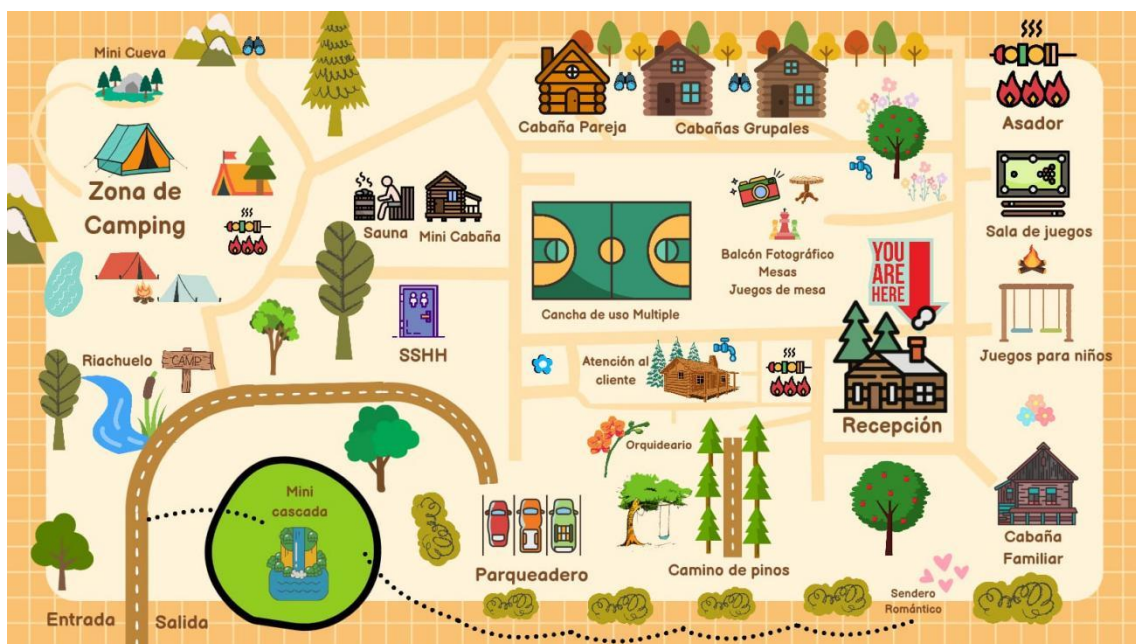 Mini Cueva
Cabaña Pareja
Cabañas Grupales
Asador
Zona de
Camping
Sauna
Mini Cabaña
Sala de juegos
Balcón Fotográfico
Mesas
Juegos de mesa
YOU
ARE
HERE
Cancha de uso Multiple
SSHH
Riachuelo
CAMP
Atención al
cliente
Juegos para niños
Recepción
Orquideario
Mini
cascada
Parqueadero
Camino de pinos
Cabaña
Familiar
Sendero
Romántico
Entrada
Salida